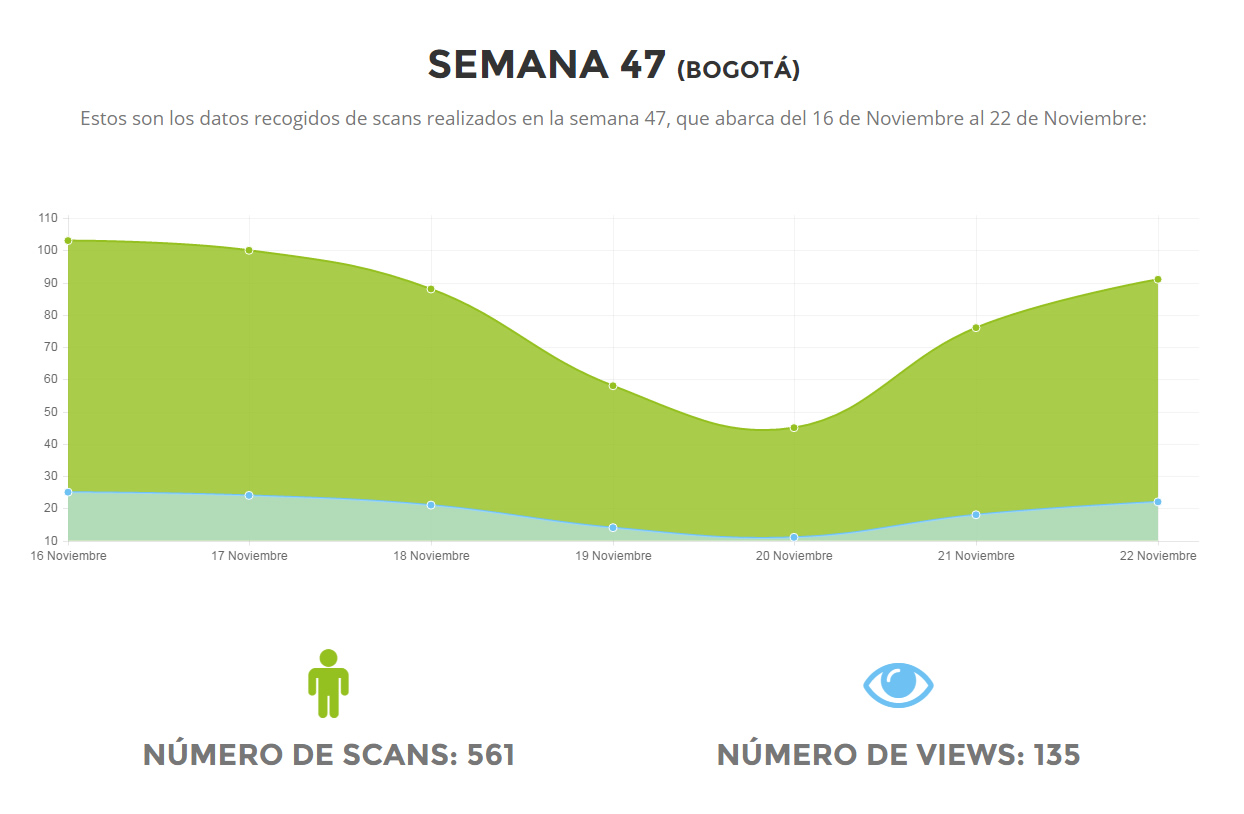 SEMANA 47 (BOGOTÁ)
Estos son los datos recogidos de scans realizados en la semana 47, que abarca del 16 de Noviembre al 22 de Noviembre:
110
100
90
80
70
60
50
40
30
20
10
16 Noviembre 17 Noviembre 18 Noviembre 19 Noviembre 20 Noviembre 21 Noviembre 22 Noviembre
NÚMERO DE SCANS: 561
NÚMERO DE VIEWS: 135